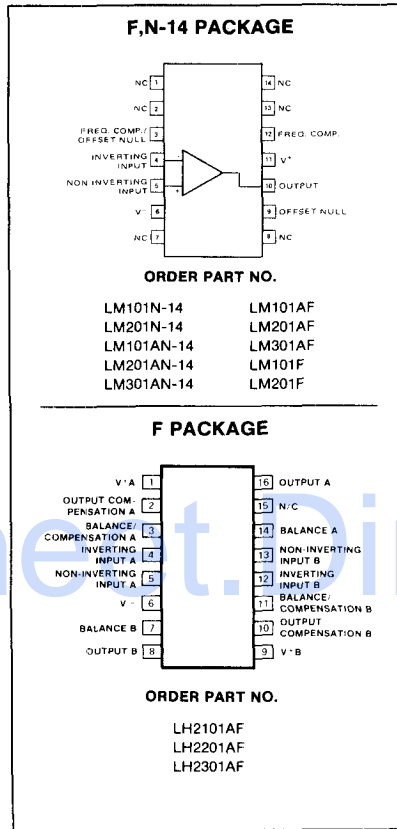 F,N-14 PACKAGE
NC 1
14 NC
NC 2
13 NC
FREQ. COMP./
OFFSET NULL
3
12 FREQ. COMP.
INVERTING
INPUT
4
-
11 V+
NON INVERTING
INPUT
5
+
10 OUTPUT
V- 6
9 OFFSET NULL
NC 7
8 NC
ORDER PART NO.
LM101N-14 LM101AF
LM201N-14 LM201AF
LM101AN-14 LM301AF
LM201AN-14 LM101F
LM301AN-14 LM201F
F PACKAGE
V+A 1
16 OUTPUT A
OUTPUT COM-
PENSATION A
2
15 N/C
BALANCE/
COMPENSATION A
3
14 BALANCE A
INVERTING
INPUT A
4
13 NON-INVERTING
INPUT B
NON-INVERTING
INPUT A
5
12 INVERTING
INPUT B
V- 6
11 BALANCE/
COMPENSATION B
BALANCE B 7
10 OUTPUT
COMPENSATION B
OUTPUT B 8
9 V+B
ORDER PART NO.
LH2101AF
LH2201AF
LH2301AF